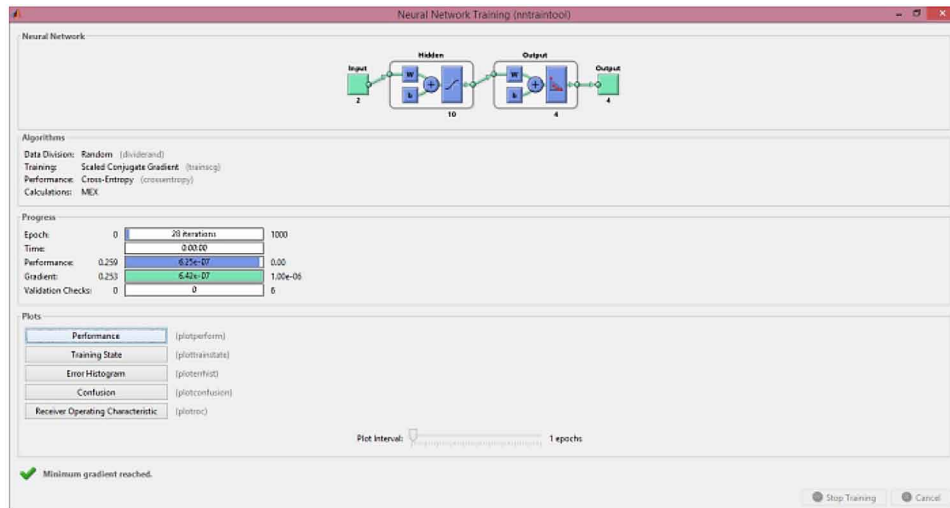 Neural Network Training (nntraintool)
Neural Network
Hidden Output
Input Output
W W
b b
2 10 4 4
Algorithms
Data Division: Random (dividerand)
Training: Scaled Conjugate Gradient (trainscg)
Performance: Cross-Entropy (crossentropy)
Calculations: MEX
Progress
Epoch: 0 28 iterations 1000
Time: 0:00:00
Performance: 0.259 6.25e-07 0.00
Gradient: 0.253 6.42e-07 1.00e-06
Validation Checks: 0 0 6
Plots
Performance (plotperform)
Training State (plottrainstate)
Error Histogram (ploterrhist)
Confusion (plotconfusion)
Receiver Operating Characteristic (plotroc)
Plot Interval: 1 epochs
Minimum gradient reached.
Stop Training Cancel